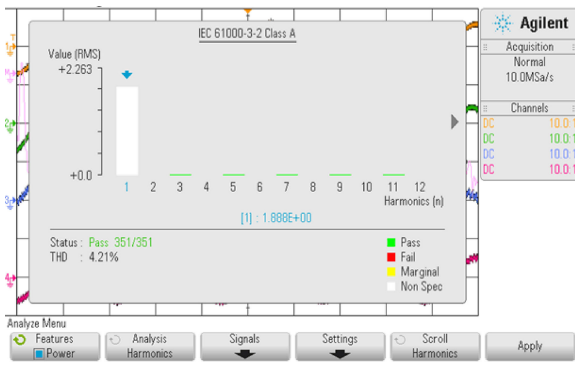 IEC 61000-3-2 Class A
Value (RMS)
+2.263
+0.0
1 2 3 4 5 6 7 8 9 10 11 12
Harmonics (n)
[1] : 1.888E+00
Status : Pass 351/351
THD : 4.21%
Pass
Fail
Marginal
Non Spec
Agilent
Acquisition
Normal
10.0MSa/s
Channels
DC 10.0:1
DC 10.0:1
DC 10.0:1
DC 10.0:1
Analyze Menu
Features
Power
Analysis
Harmonics
Signals
Settings
Scroll
Harmonics
Apply